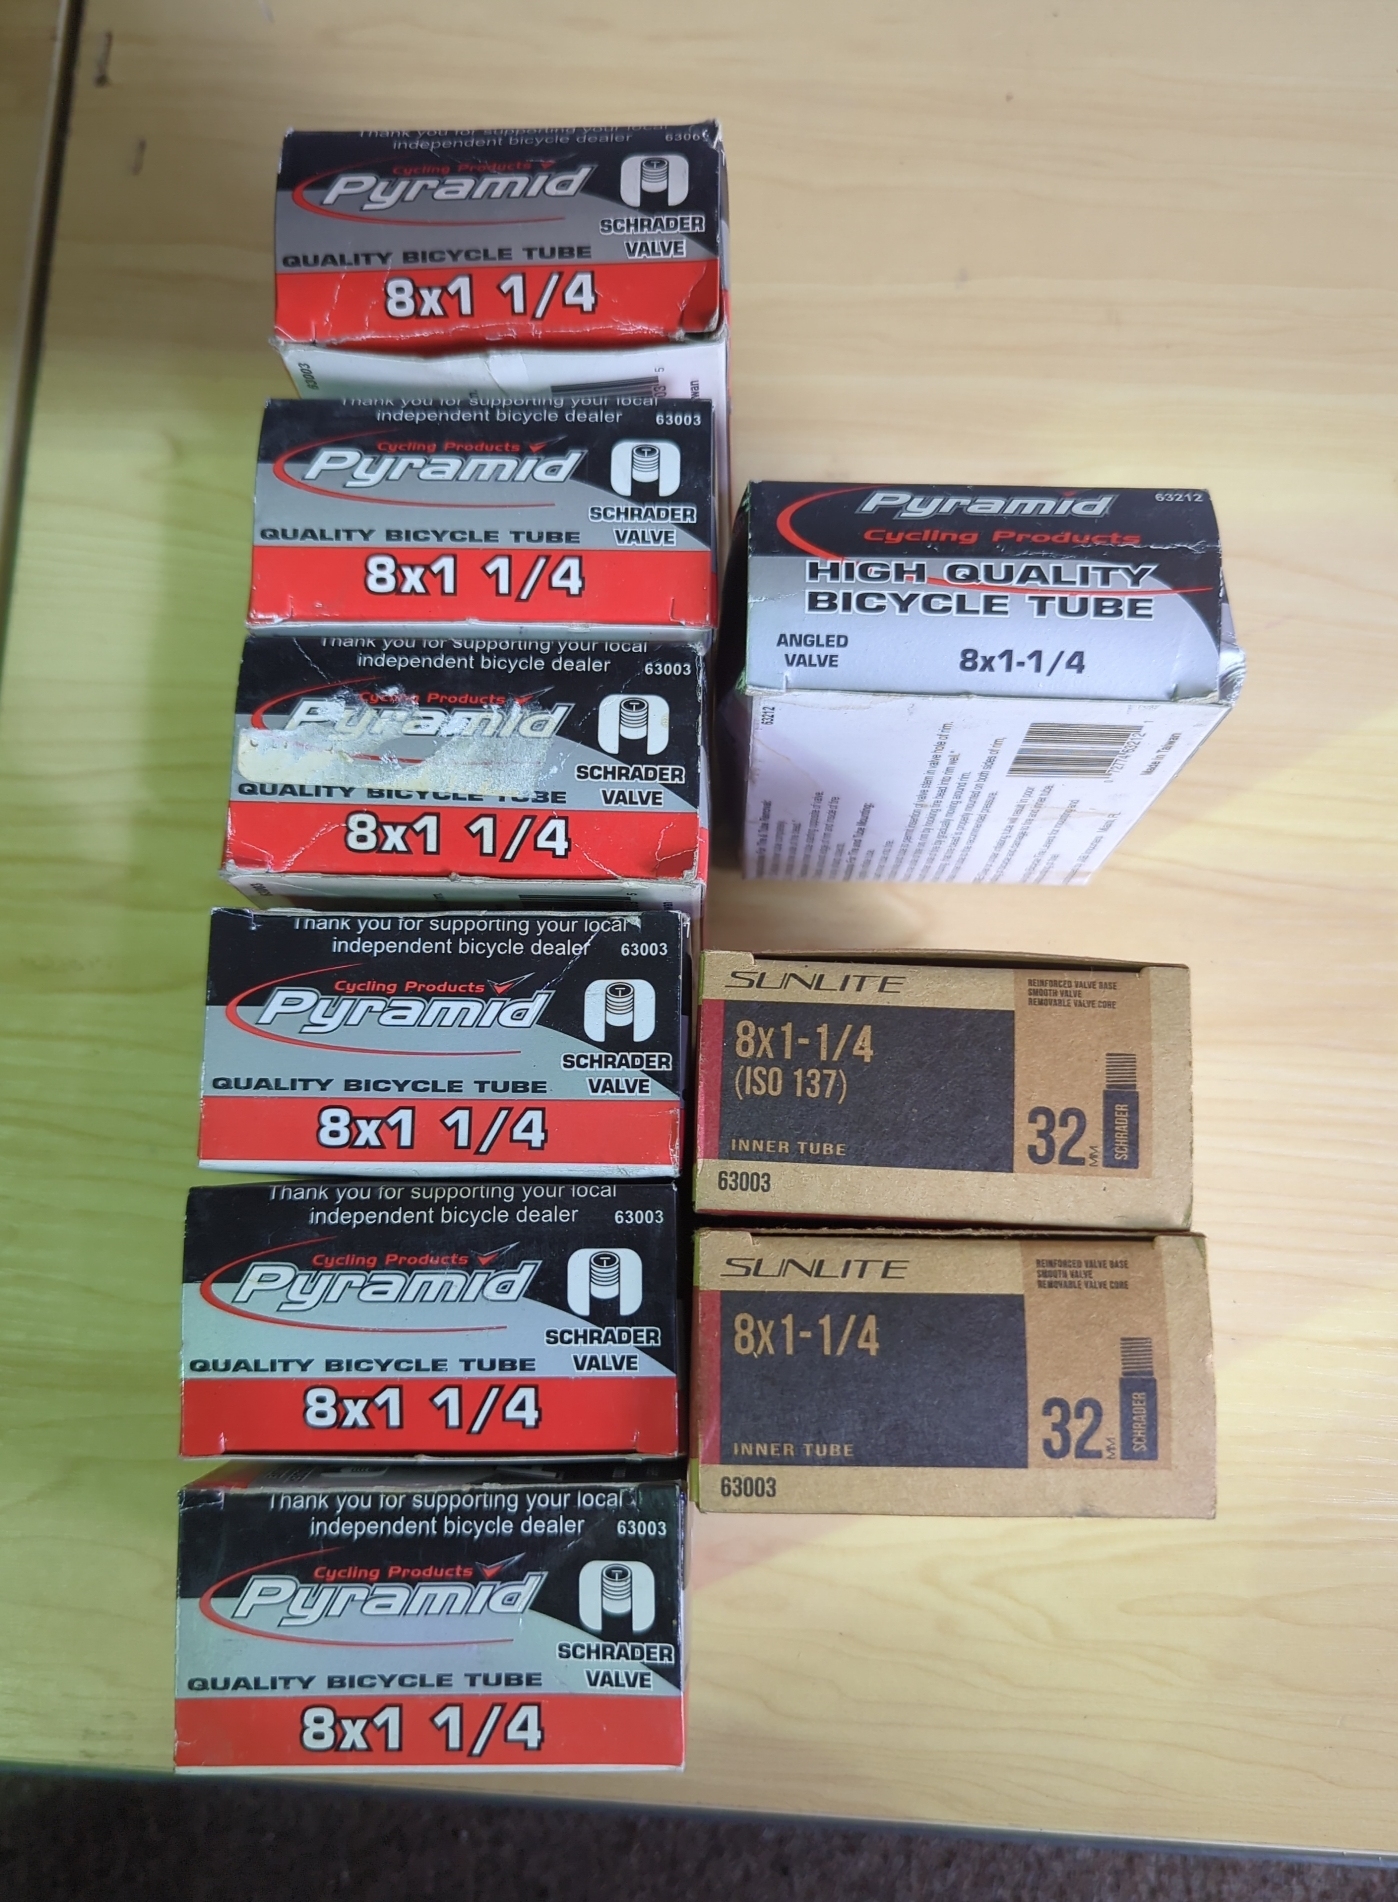 Thank you for supporting your local
independent bicycle dealer
Cycling Products
Pyramid
SCHRADER
VALVE
QUALITY BICYCLE TUBE
8x1 1/4
63003
Thank you for supporting your local
independent bicycle dealer 63003
Cycling Products
Pyramid
SCHRADER
VALVE
QUALITY BICYCLE TUBE
8x1 1/4
Thank you for supporting your local
independent bicycle dealer 63003
Cycling Products
Pyramid
SCHRADER
VALVE
QUALITY BICYCLE TUBE
8x1 1/4
Thank you for supporting your local
independent bicycle dealer 63003
Cycling Products
Pyramid
SCHRADER
VALVE
QUALITY BICYCLE TUBE
8x1 1/4
Thank you for supporting your local
independent bicycle dealer 63003
Cycling Products
Pyramid
SCHRADER
VALVE
QUALITY BICYCLE TUBE
8x1 1/4
Thank you for supporting your local
independent bicycle dealer 63003
Cycling Products
Pyramid
SCHRADER
VALVE
QUALITY BICYCLE TUBE
8x1 1/4
Pyramid 63212
Cycling Products
HIGH QUALITY
BICYCLE TUBE
ANGLED
VALVE
8x1-1/4
63212
Made in Taiwan
SUNLITE
REINFORCED VALVE BASE
SMOOTH VALVE
REMOVABLE VALVE CORE
8x1-1/4
(ISO 137)
INNER TUBE
32 MM
SCHRADER
63003
SUNLITE
REINFORCED VALVE BASE
SMOOTH VALVE
REMOVABLE VALVE CORE
8x1-1/4
INNER TUBE
32 MM
SCHRADER
63003